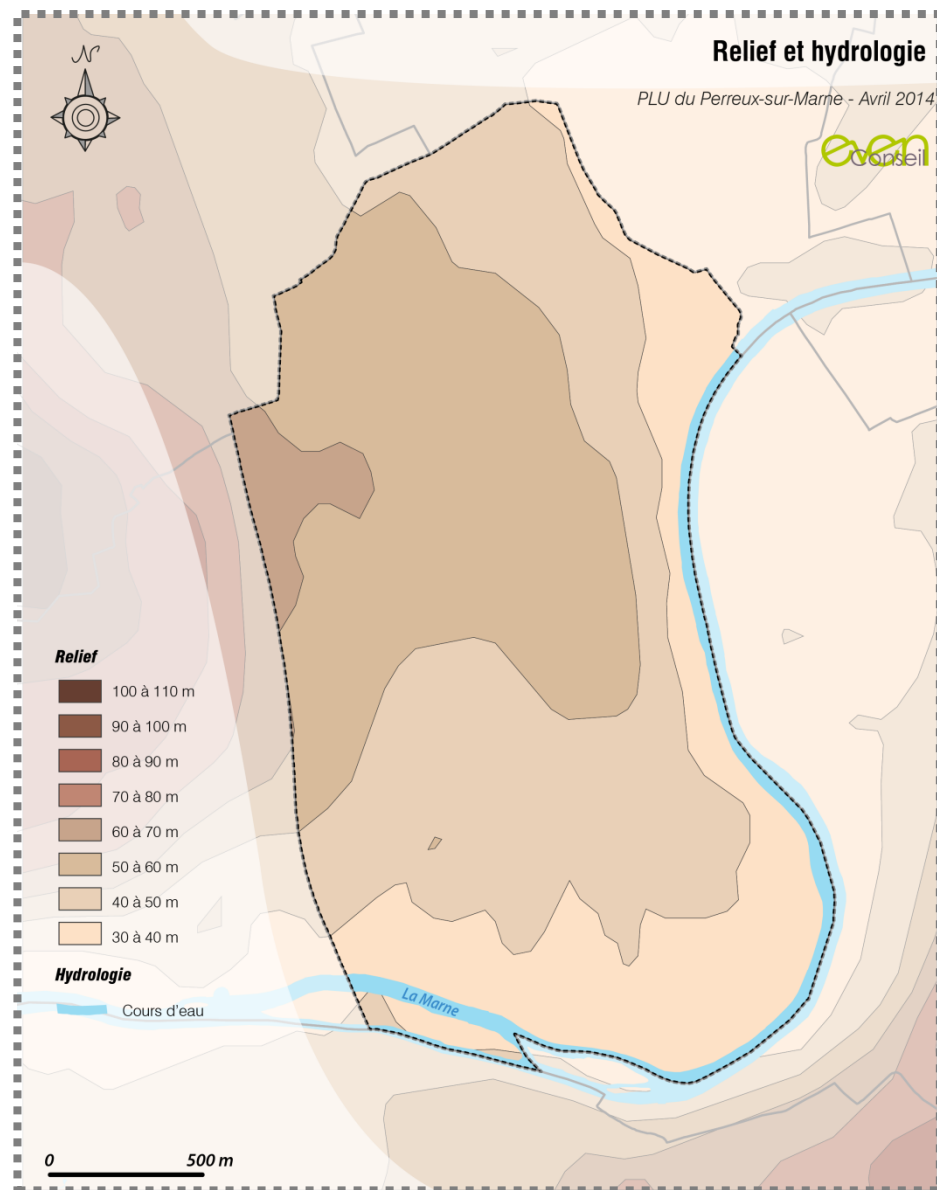 N
Relief et hydrologie
PLU du Perreux-sur-Marne - Avril 2014
even
Conseil
Relief
100 à 110 m
90 à 100 m
80 à 90 m
70 à 80 m
60 à 70 m
50 à 60 m
40 à 50 m
30 à 40 m
Hydrologie
Cours d'eau
La Marne
0 500 m